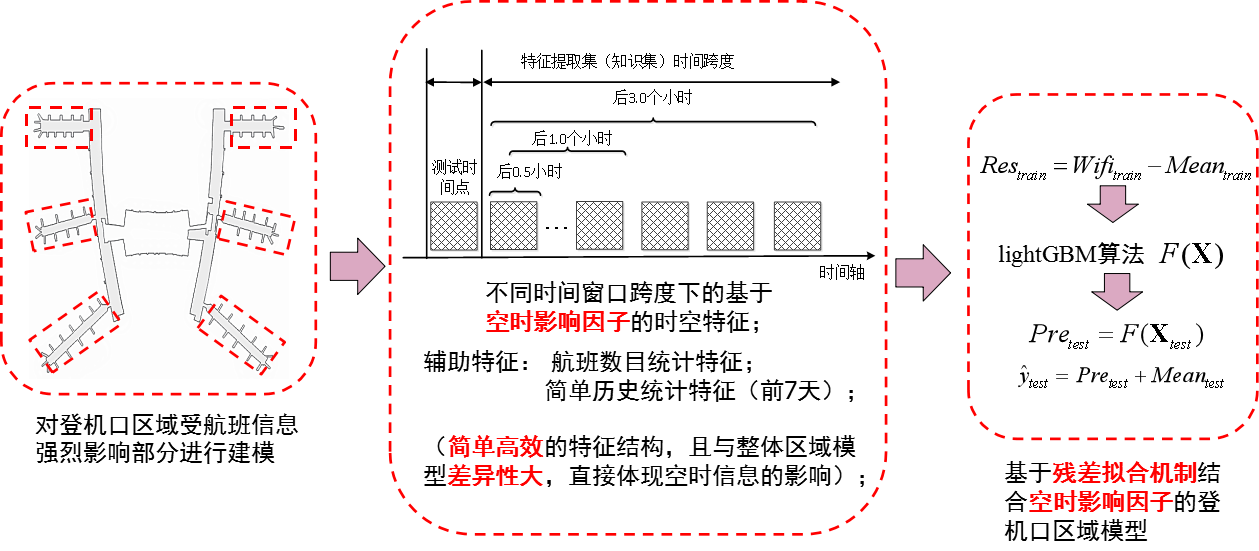 对登机口区域受航班信息
强烈影响部分进行建模
特征提取集（知识集）时间跨度
后3.0个小时
后1.0个小时
后0.5小时
测试时
间点
...
时间轴
不同时间窗口跨度下的基于
空时影响因子的时空特征；
辅助特征： 航班数目统计特征；
简单历史统计特征（前7天）；
（简单高效的特征结构，且与整体区域模
型差异性大，直接体现空时信息的影响）；
Res_train = Wifi_train − Mean_train
lightGBM算法 F(X)
Pre_test = F(X_test)
ŷ_test = Pre_test + Mean_test
基于残差拟合机制结
合空时影响因子的登
机口区域模型